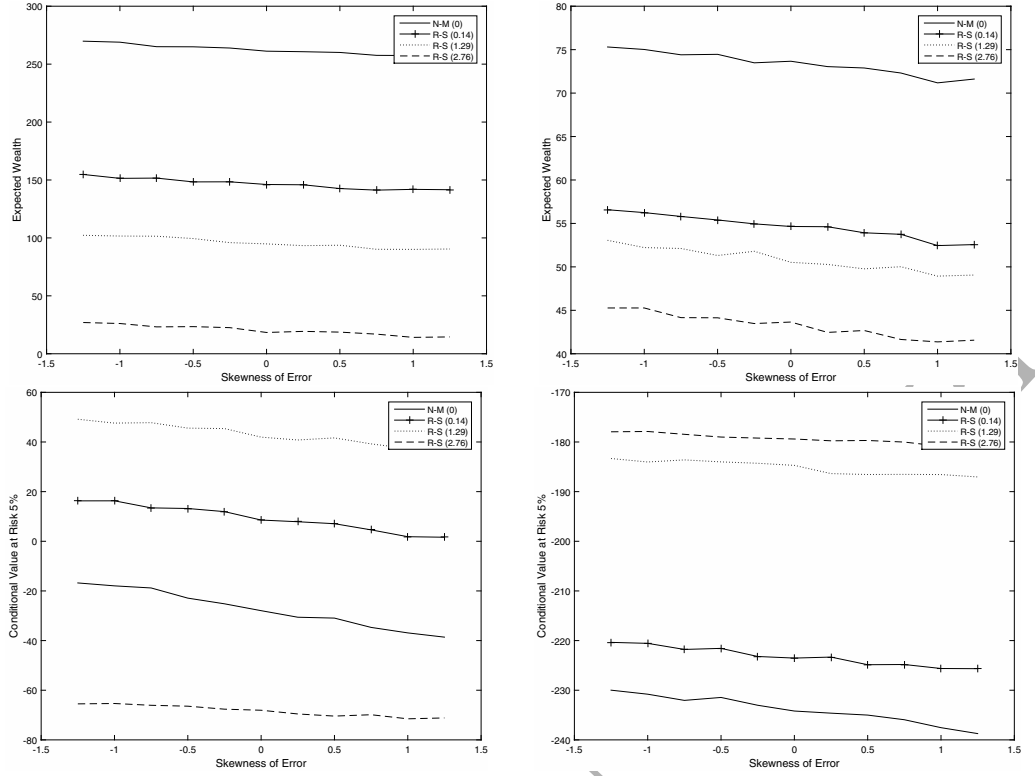 300
250
200
150
100
50
0
-1.5 -1 -0.5 0 0.5 1 1.5
Expected Wealth
Skewness of Error
N-M (0)
R-S (0.14)
R-S (1.29)
R-S (2.76)
80
75
70
65
60
55
50
45
40
-1.5 -1 -0.5 0 0.5 1 1.5
Expected Wealth
Skewness of Error
N-M (0)
R-S (0.14)
R-S (1.29)
R-S (2.76)
60
40
20
0
-20
-40
-60
-80
-1.5 -1 -0.5 0 0.5 1 1.5
Conditional Value at Risk 5%
Skewness of Error
N-M (0)
R-S (0.14)
R-S (1.29)
R-S (2.76)
-170
-180
-190
-200
-210
-220
-230
-240
-1.5 -1 -0.5 0 0.5 1 1.5
Conditional Value at Risk 5%
Skewness of Error
N-M (0)
R-S (0.14)
R-S (1.29)
R-S (2.76)